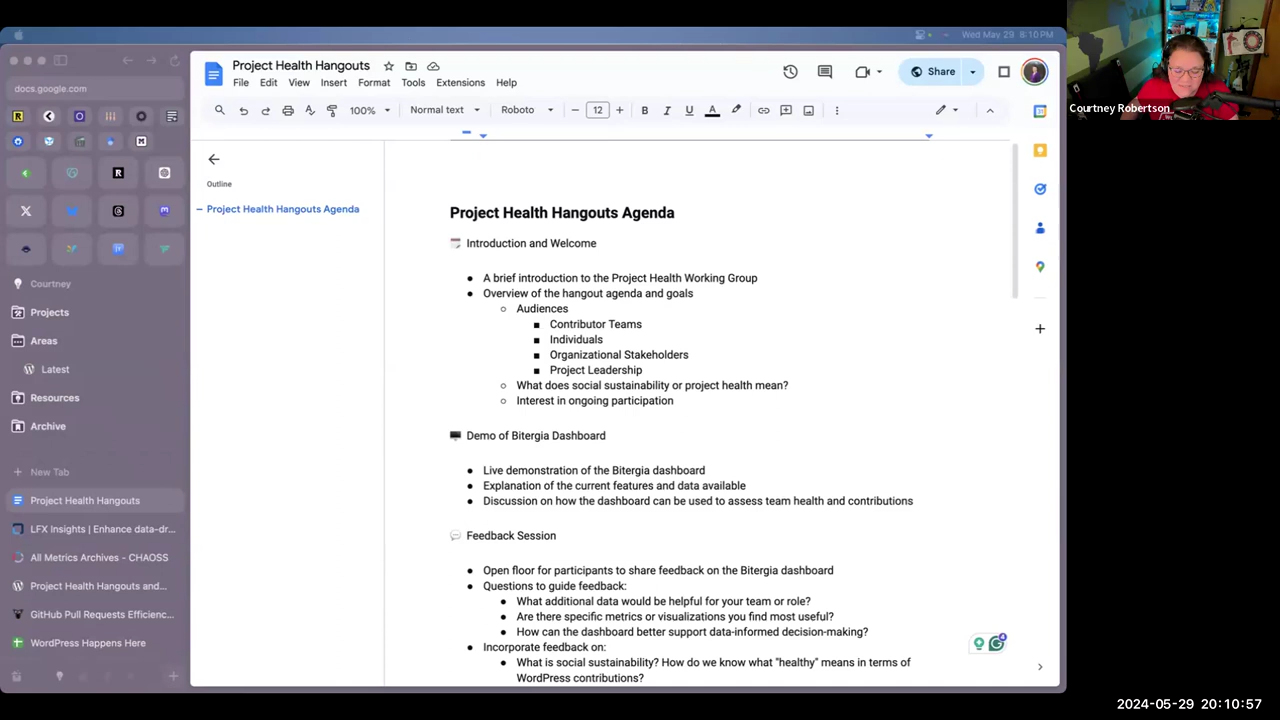 Wed May 29 8:10 PM
docs.google.com
Project Health Hangouts
File Edit View Insert Format Tools Extensions Help
Share
100% Normal text Roboto 12
Courtney Robertson
Outline
Project Health Hangouts Agenda
Courtney
Projects
Areas
Latest
Resources
Archive
New Tab
Project Health Hangouts
LFX Insights | Enhance data-dr...
All Metrics Archives - CHAOSS
Project Health Hangouts and...
GitHub Pull Requests Efficienc...
WordPress Happens Here
Project Health Hangouts Agenda
Introduction and Welcome
● A brief introduction to the Project Health Working Group
● Overview of the hangout agenda and goals
○ Audiences
■ Contributor Teams
■ Individuals
■ Organizational Stakeholders
■ Project Leadership
○ What does social sustainability or project health mean?
○ Interest in ongoing participation
Demo of Bitergia Dashboard
● Live demonstration of the Bitergia dashboard
● Explanation of the current features and data available
● Discussion on how the dashboard can be used to assess team health and contributions
Feedback Session
● Open floor for participants to share feedback on the Bitergia dashboard
● Questions to guide feedback:
● What additional data would be helpful for your team or role?
● Are there specific metrics or visualizations you find most useful?
● How can the dashboard better support data-informed decision-making?
● Incorporate feedback on:
● What is social sustainability? How do we know what "healthy" means in terms of
WordPress contributions?
2024-05-29 20:10:57